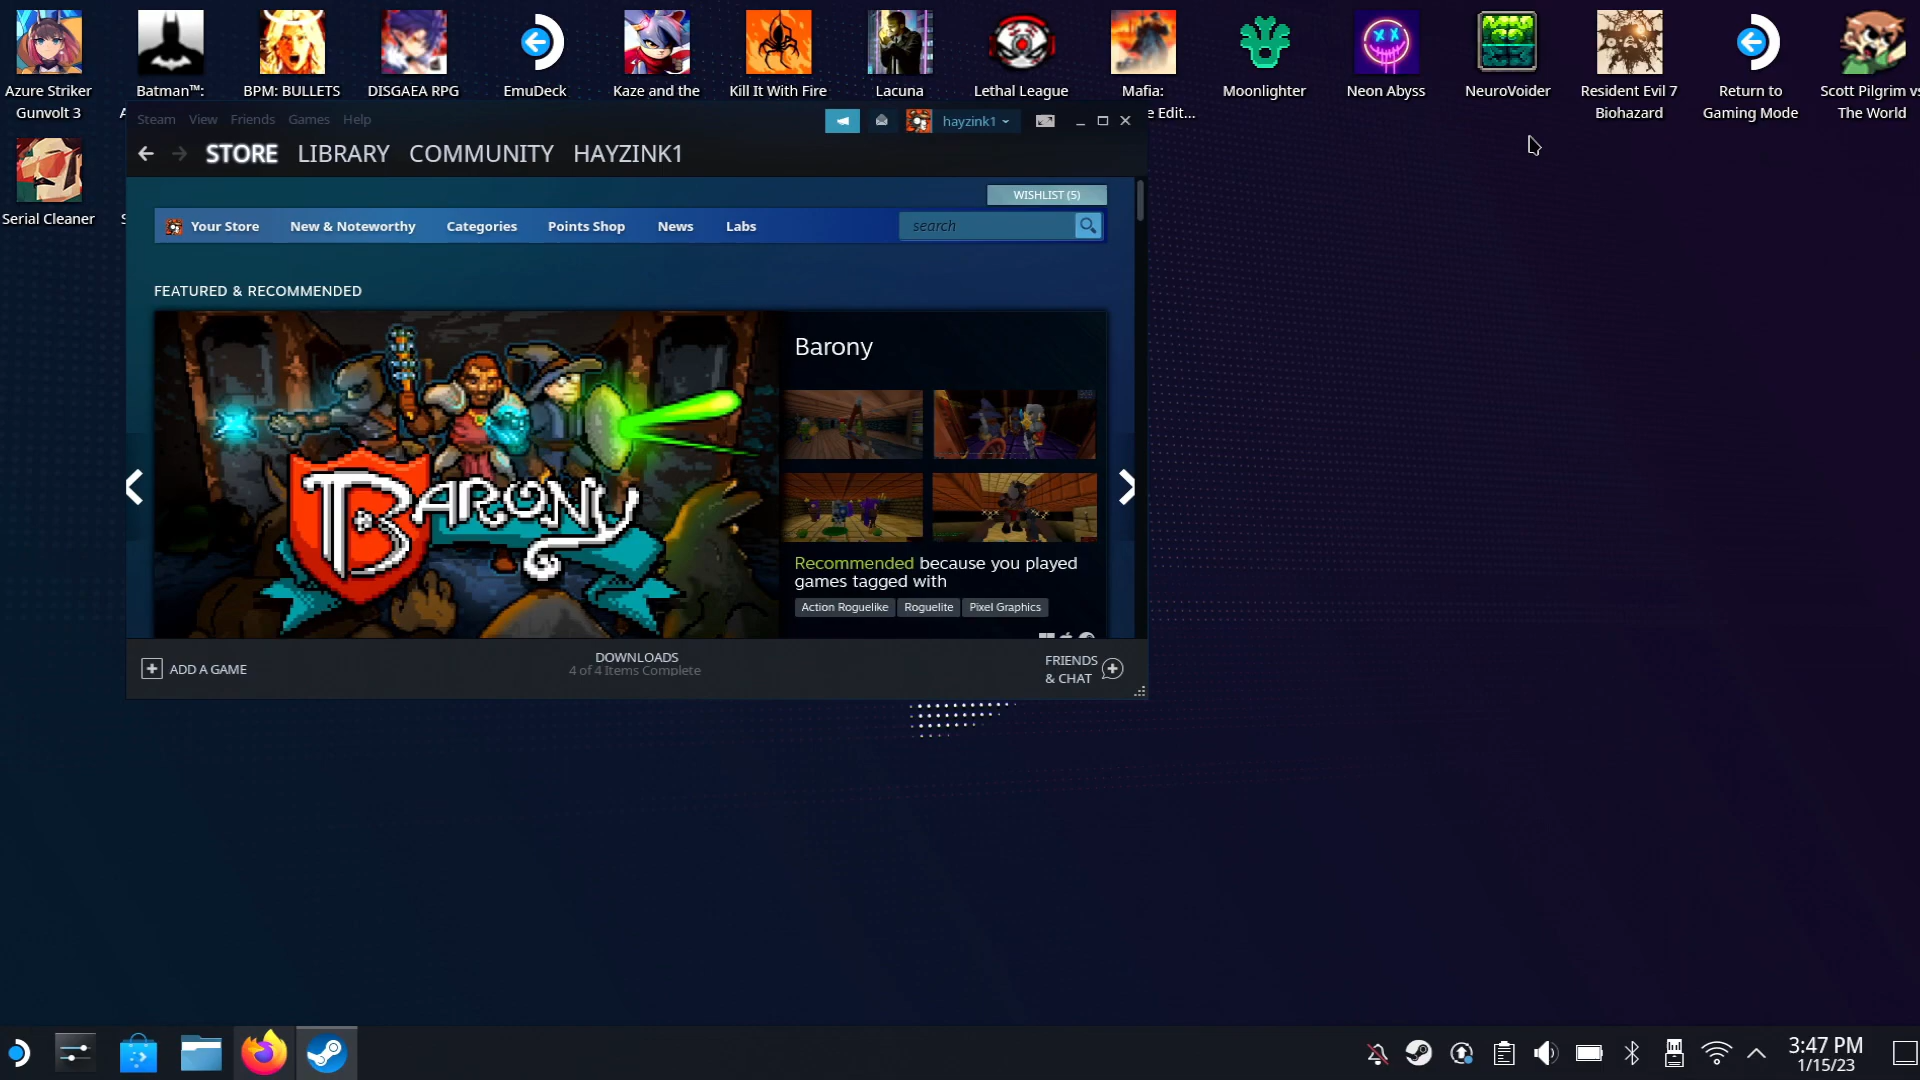 Azure Striker
Gunvolt 3
Batman™:
BPM: BULLETS
DISGAEA RPG
EmuDeck
Kaze and the
Kill It With Fire
Lacuna
Lethal League
Mafia:
e Edit...
Moonlighter
Neon Abyss
NeuroVoider
Resident Evil 7
Biohazard
Return to
Gaming Mode
Scott Pilgrim vs
The World
Serial Cleaner
Steam View Friends Games Help
hayzink1
STORE LIBRARY COMMUNITY HAYZINK1
WISHLIST (5)
Your Store New & Noteworthy Categories Points Shop News Labs search
FEATURED & RECOMMENDED
BARONY
Barony
Recommended because you played
games tagged with
Action Roguelike Roguelite Pixel Graphics
ADD A GAME
DOWNLOADS
4 of 4 Items Complete
FRIENDS
& CHAT
3:47 PM
1/15/23